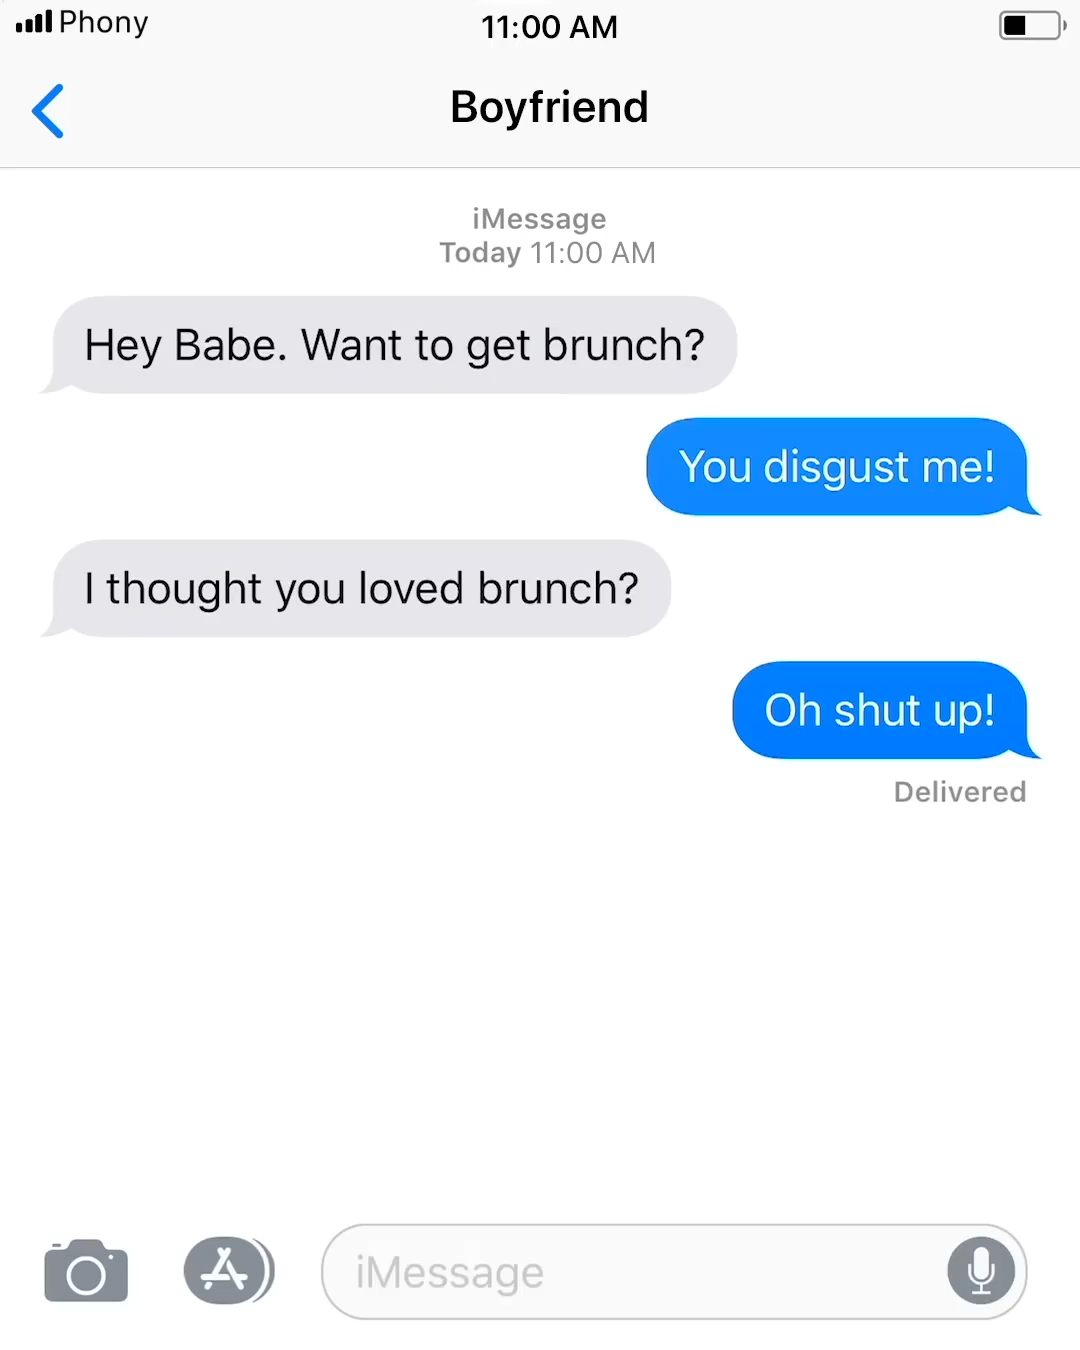 Phony
11:00 AM
Boyfriend
iMessage
Today 11:00 AM
Hey Babe. Want to get brunch?
You disgust me!
I thought you loved brunch?
Oh shut up!
Delivered
iMessage